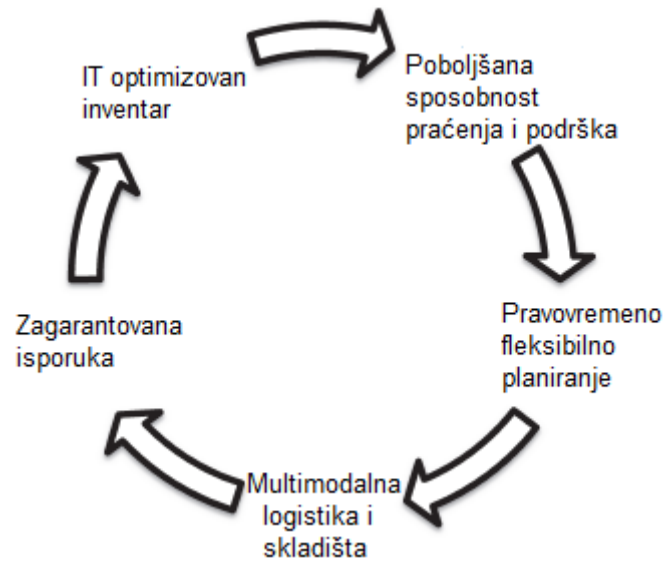 IT optimizovan
inventar
Poboljšana
sposobnost
praćenja i podrška
Pravovremeno
fleksibilno
planiranje
Multimodalna
logistika i
skladišta
Zagarantovana
isporuka